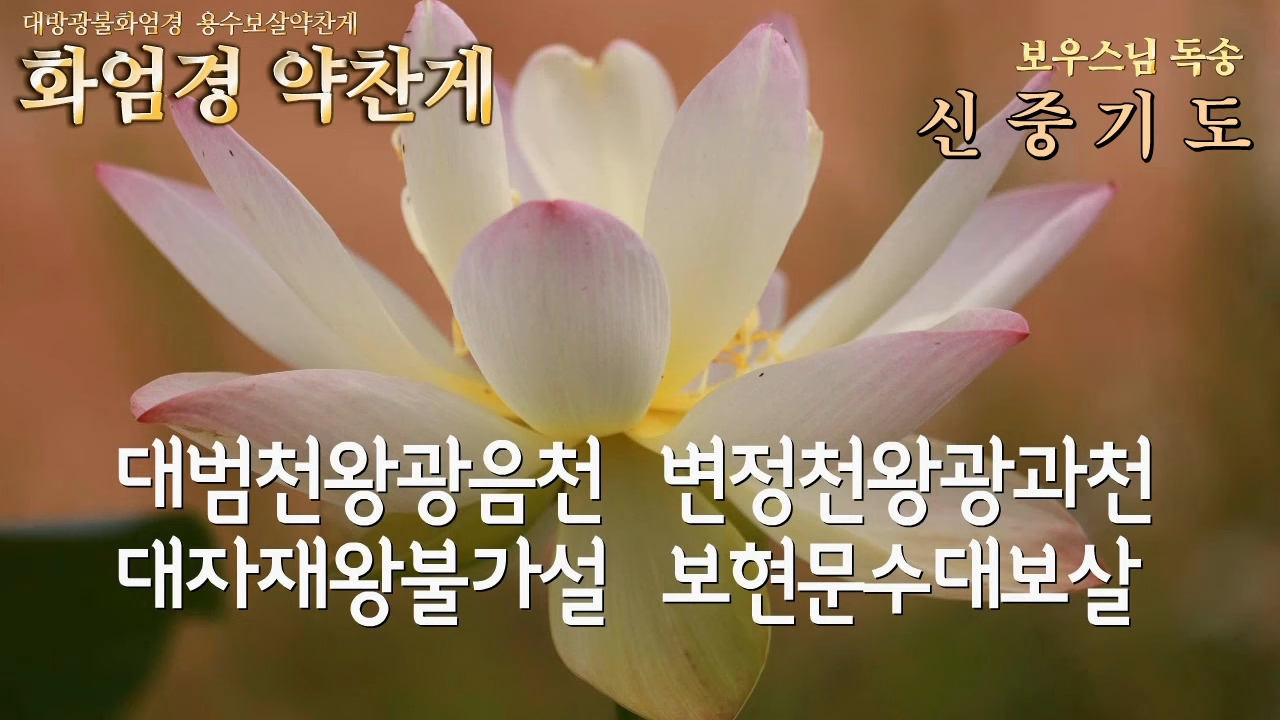 대방광불화엄경 용수보살약찬게
화엄경 약찬게
보우스님 독송
신중기도
대범천왕광음천 변정천왕광과천
대자재왕불가설 보현문수대보살